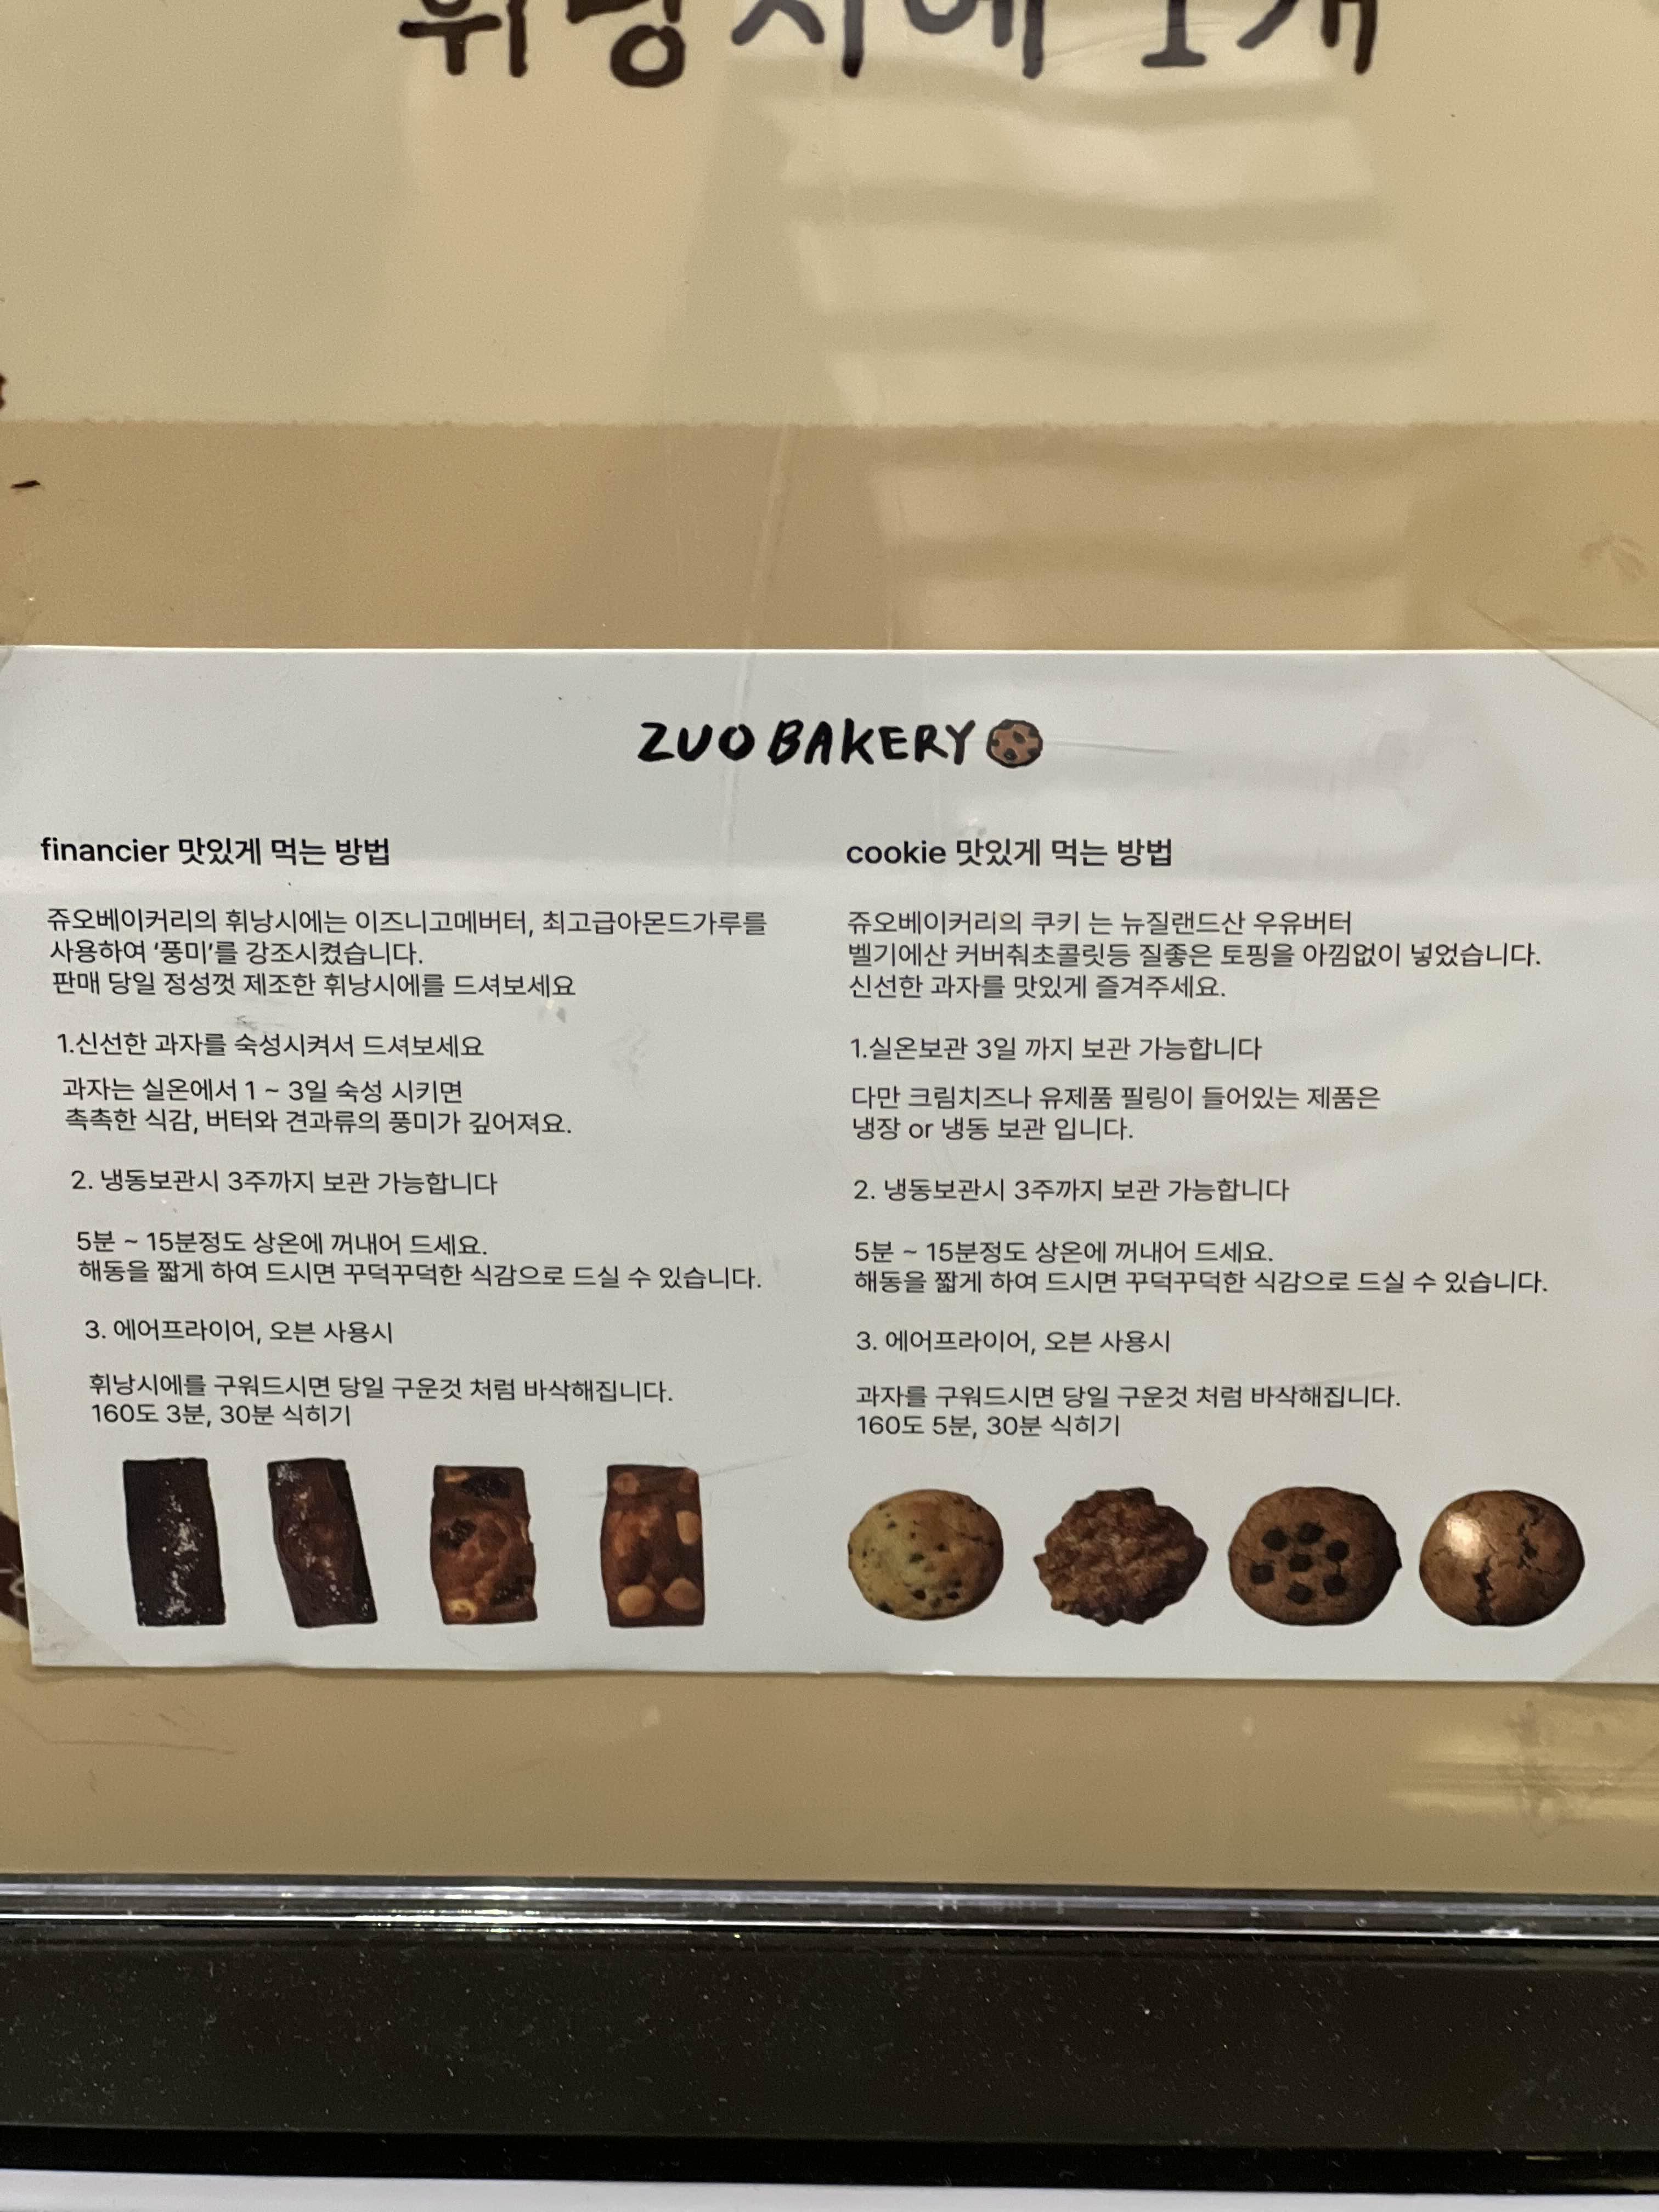 휘낭시에 1개
ZUO BAKERY
financier 맛있게 먹는 방법
쥬오베이커리의 휘낭시에는 이즈니고메버터, 최고급아몬드가루를
사용하여 ‘풍미’를 강조시켰습니다.
판매 당일 정성껏 제조한 휘낭시에를 드셔보세요
1.신선한 과자를 숙성시켜서 드셔보세요
과자는 실온에서 1 ~ 3일 숙성 시키면
촉촉한 식감, 버터와 견과류의 풍미가 깊어져요.
2. 냉동보관시 3주까지 보관 가능합니다
5분 ~ 15분정도 상온에 꺼내어 드세요.
해동을 짧게 하여 드시면 꾸덕꾸덕한 식감으로 드실 수 있습니다.
3. 에어프라이어, 오븐 사용시
휘낭시에를 구워드시면 당일 구운것 처럼 바삭해집니다.
160도 3분, 30분 식히기
cookie 맛있게 먹는 방법
쥬오베이커리의 쿠키 는 뉴질랜드산 우유버터
벨기에산 커버춰초콜릿등 질좋은 토핑을 아낌없이 넣었습니다.
신선한 과자를 맛있게 즐겨주세요.
1.실온보관 3일 까지 보관 가능합니다
다만 크림치즈나 유제품 필링이 들어있는 제품은
냉장 or 냉동 보관 입니다.
2. 냉동보관시 3주까지 보관 가능합니다
5분 ~ 15분정도 상온에 꺼내어 드세요.
해동을 짧게 하여 드시면 꾸덕꾸덕한 식감으로 드실 수 있습니다.
3. 에어프라이어, 오븐 사용시
과자를 구워드시면 당일 구운것 처럼 바삭해집니다.
160도 5분, 30분 식히기